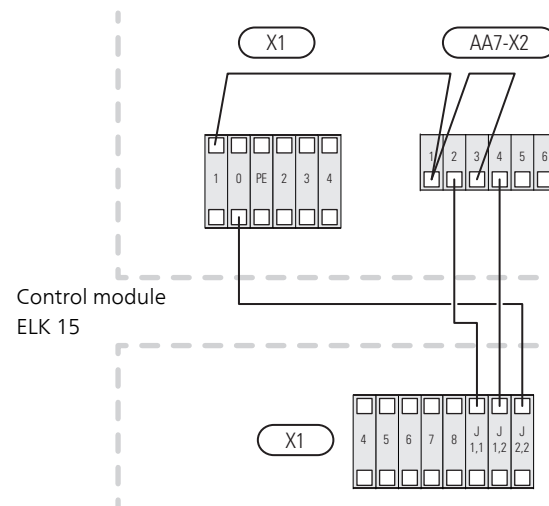 X1
AA7-X2
1 0 PE 2 3 4
1 2 3 4 5 6
Control module
ELK 15
X1
4 5 6 7 8 J 1,1 J 1,2 J 2,2